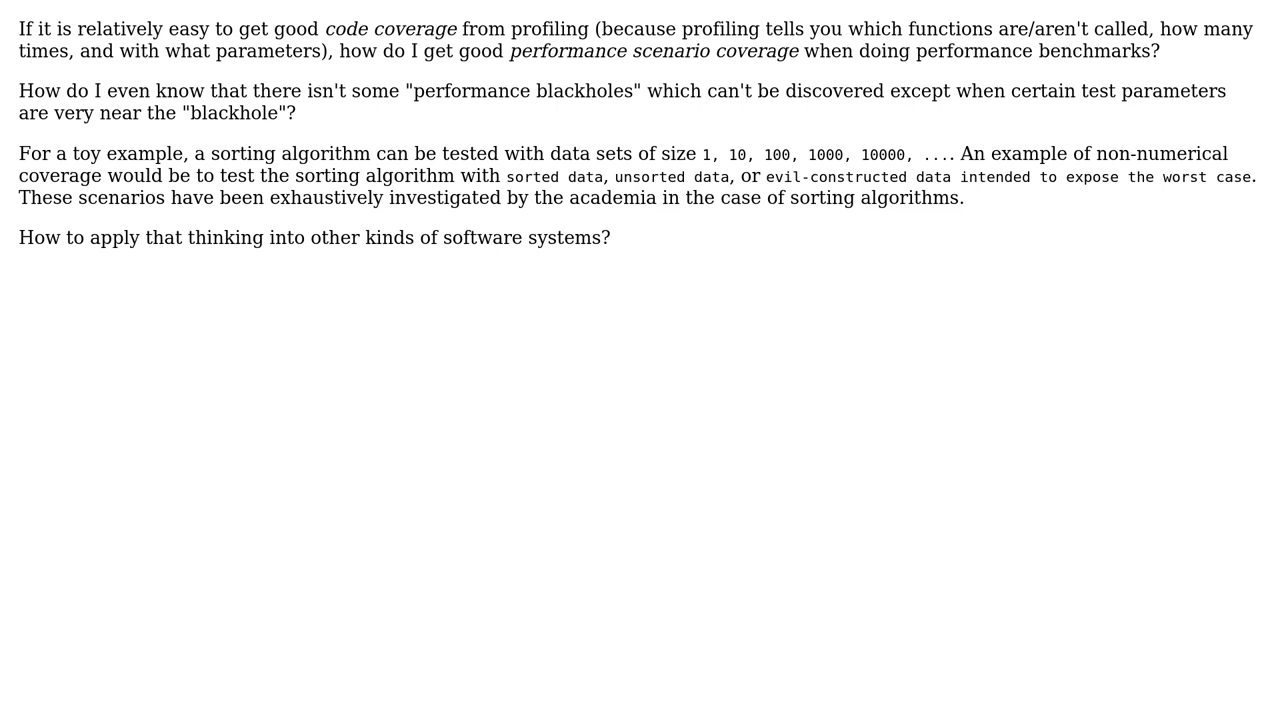 If it is relatively easy to get good code coverage from profiling (because profiling tells you which functions are/aren't called, how many
times, and with what parameters), how do I get good performance scenario coverage when doing performance benchmarks?
How do I even know that there isn't some "performance blackholes" which can't be discovered except when certain test parameters
are very near the "blackhole"?
For a toy example, a sorting algorithm can be tested with data sets of size 1, 10, 100, 1000, 10000, .... An example of non-numerical
coverage would be to test the sorting algorithm with sorted data, unsorted data, or evil-constructed data intended to expose the worst case.
These scenarios have been exhaustively investigated by the academia in the case of sorting algorithms.
How to apply that thinking into other kinds of software systems?